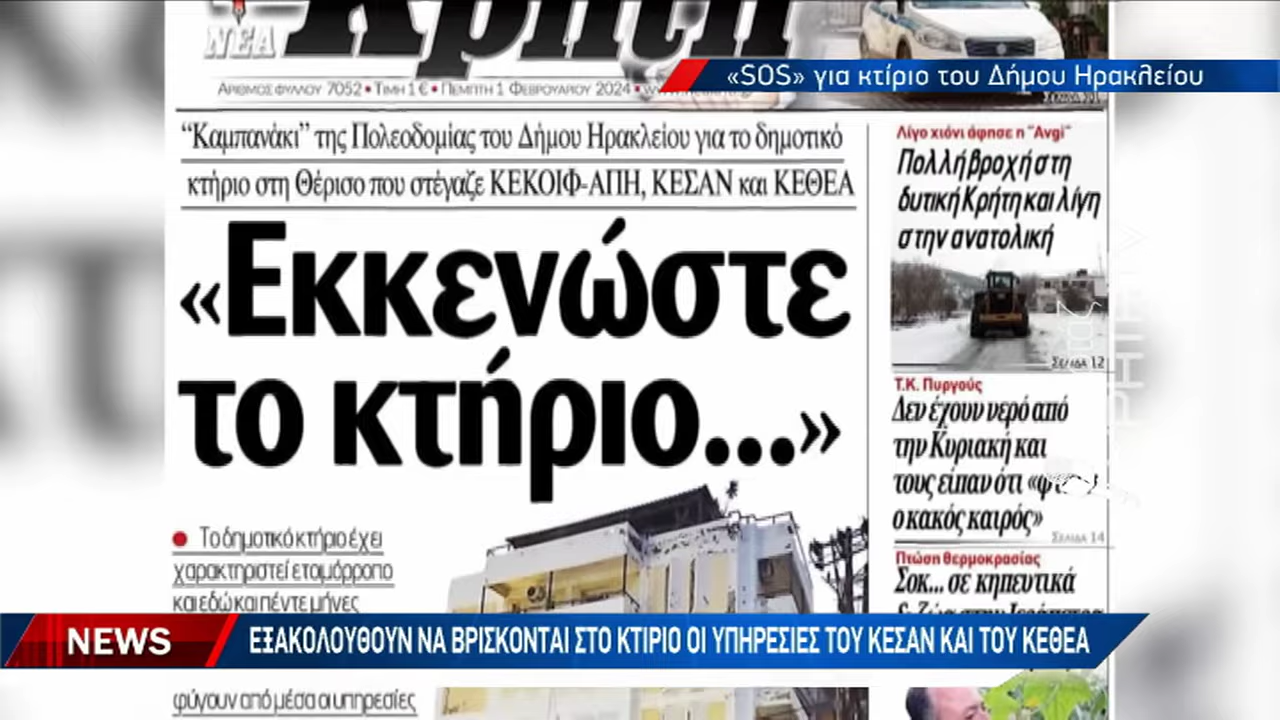 ΝΕΑ
Κρήτη
«SOS» για κτίριο του Δήμου Ηρακλείου
ΑΡΙΘΜΟΣ ΦΥΛΛΟΥ 7052 • ΤΙΜΗ 1 € • ΠΕΜΠΤΗ 1 ΦΕΒΡΟΥΑΡΙΟΥ 2024 •
“Καμπανάκι” της Πολεοδομίας του Δήμου Ηρακλείου για το δημοτικό
κτήριο στη Θέρισο που στέγαζε ΚΕΚΟΙΦ-ΑΠΗ, ΚΕΣΑΝ και ΚΕΘΕΑ
«Εκκενώστε
το κτήριο...»
• Το δημοτικό κτήριο έχει
χαρακτηριστεί ετοιμόρροπο
και εδώ και πέντε μήνες
φύγουν από μέσα οι υπηρεσίες
Λίγο χιόνι άφησε η “Avgi”
Πολλή βροχή στη
δυτική Κρήτη και λίγη
στην ανατολική
ΣΕΛΙΔΑ 12
Τ.Κ. Πυργούς
Δεν έχουν νερό από
την Κυριακή και
τους είπαν ότι
ο κακός καιρός»
ΣΕΛΙΔΑ 14
Πτώση θερμοκρασίας
Σοκ... σε κηπευτικά
NEWS
ΕΞΑΚΟΛΟΥΘΟΥΝ ΝΑ ΒΡΙΣΚΟΝΤΑΙ ΣΤΟ ΚΤΙΡΙΟ ΟΙ ΥΠΗΡΕΣΙΕΣ ΤΟΥ ΚΕΣΑΝ ΚΑΙ ΤΟΥ ΚΕΘΕΑ